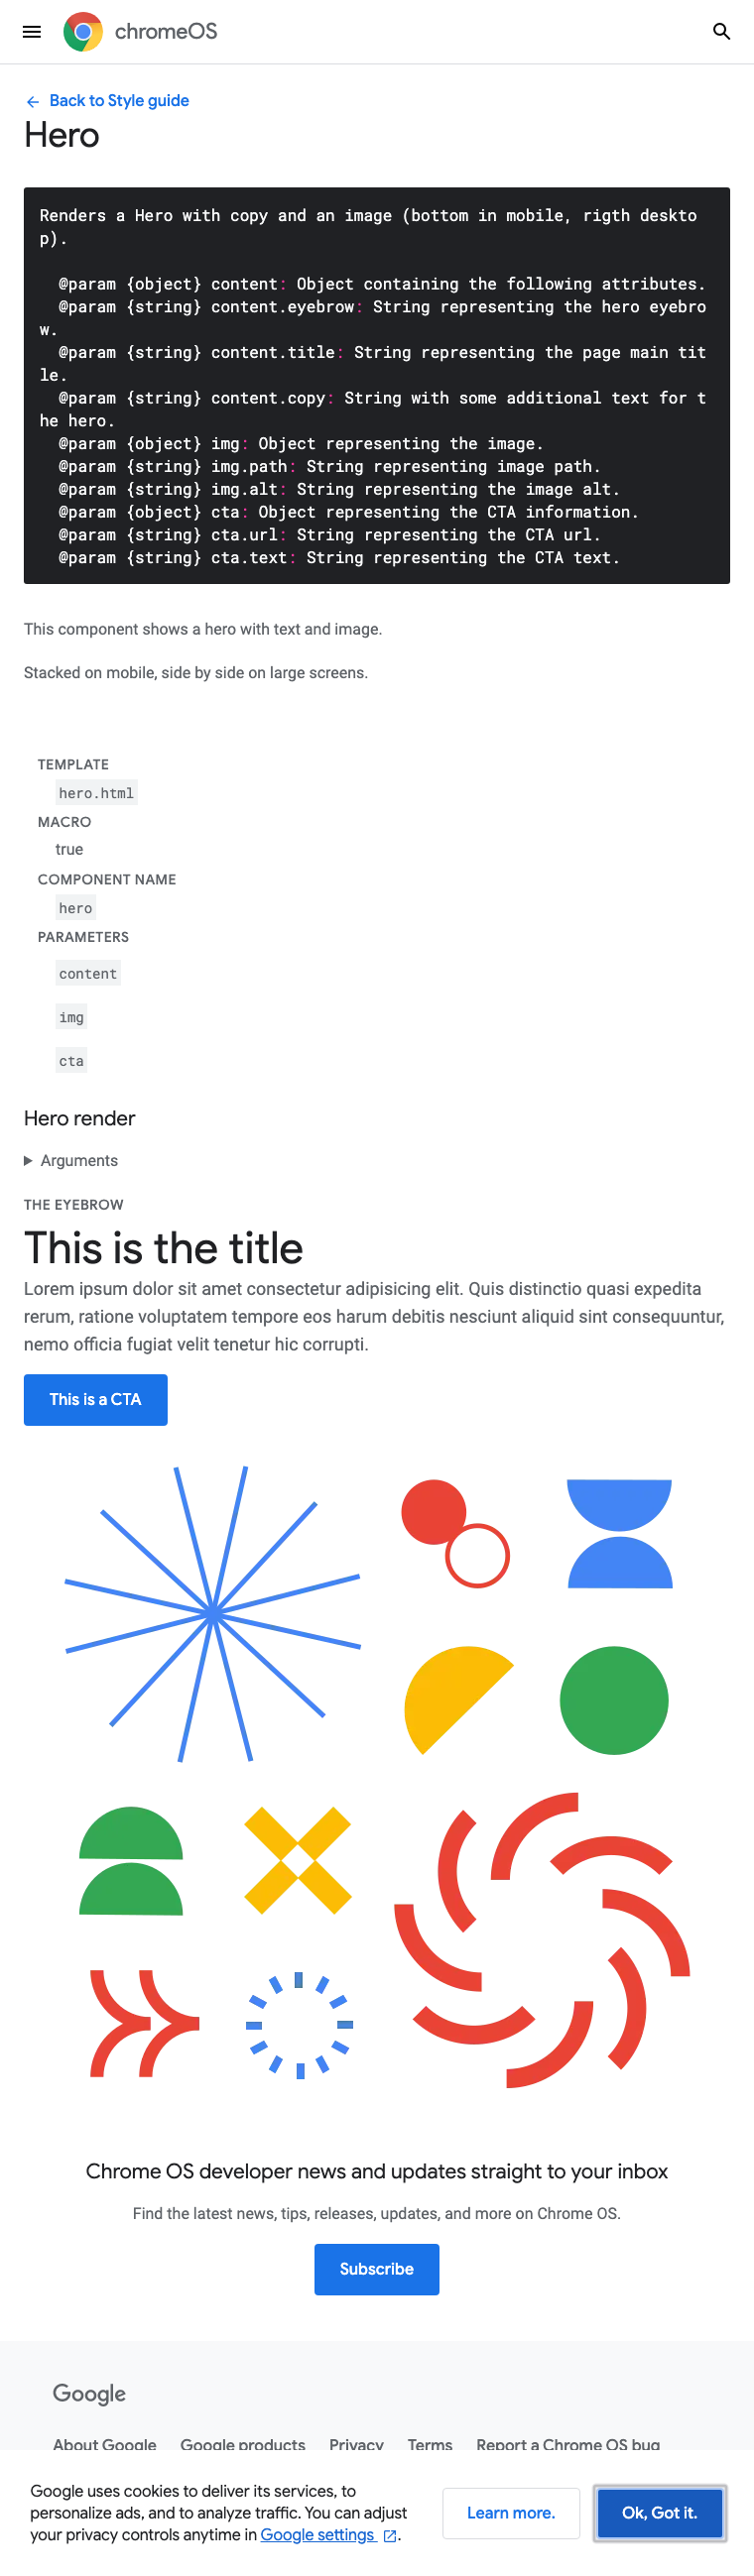 chromeOS
Back to Style guide
Hero
Renders a Hero with copy and an image (bottom in mobile, rigth deskto
p).
@param {object} content: Object containing the following attributes.
@param {string} content.eyebrow: String representing the hero eyebro
w.
@param {string} content.title: String representing the page main tit
le.
@param {string} content.copy: String with some additional text for t
he hero.
@param {object} img: Object representing the image.
@param {string} img.path: String representing image path.
@param {string} img.alt: String representing the image alt.
@param {object} cta: Object representing the CTA information.
@param {string} cta.url: String representing the CTA url.
@param {string} cta.text: String representing the CTA text.
This component shows a hero with text and image.
Stacked on mobile, side by side on large screens.
TEMPLATE
hero.html
MACRO
true
COMPONENT NAME
hero
PARAMETERS
content
img
cta
Hero render
Arguments
THE EYEBROW
This is the title
Lorem ipsum dolor sit amet consectetur adipisicing elit. Quis distinctio quasi expedita
rerum, ratione voluptatem tempore eos harum debitis nesciunt aliquid sint consequuntur,
nemo officia fugiat velit tenetur hic corrupti.
This is a CTA
Chrome OS developer news and updates straight to your inbox
Find the latest news, tips, releases, updates, and more on Chrome OS.
Subscribe
Google
About Google Google products Privacy Terms Report a Chrome OS bug
Google uses cookies to deliver its services, to
personalize ads, and to analyze traffic. You can adjust
your privacy controls anytime in Google settings .
Learn more.
Ok, Got it.